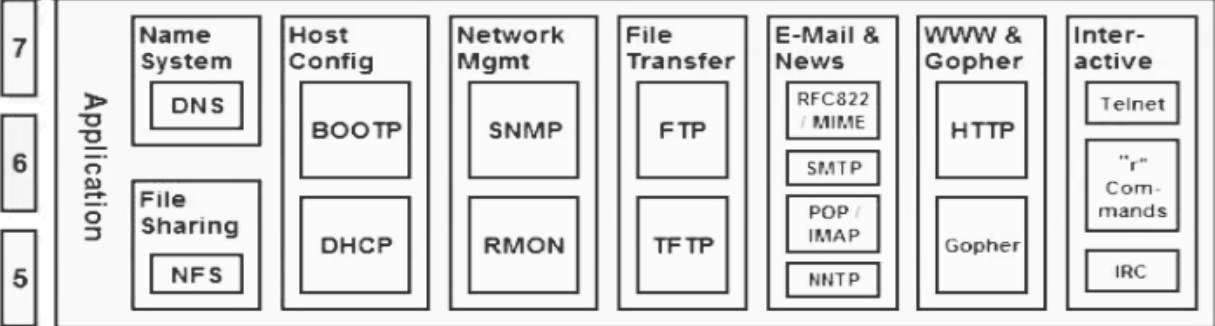 7
6
5
Application
Name
System
DNS
File
Sharing
NFS
Host
Config
BOOTP
DHCP
Network
Mgmt
SNMP
RMON
File
Transfer
FTP
TFTP
E-Mail &
News
RFC822
/ MIME
SMTP
POP /
IMAP
NNTP
WWW &
Gopher
HTTP
Gopher
Inter-
active
Telnet
"r"
Com-
mands
IRC